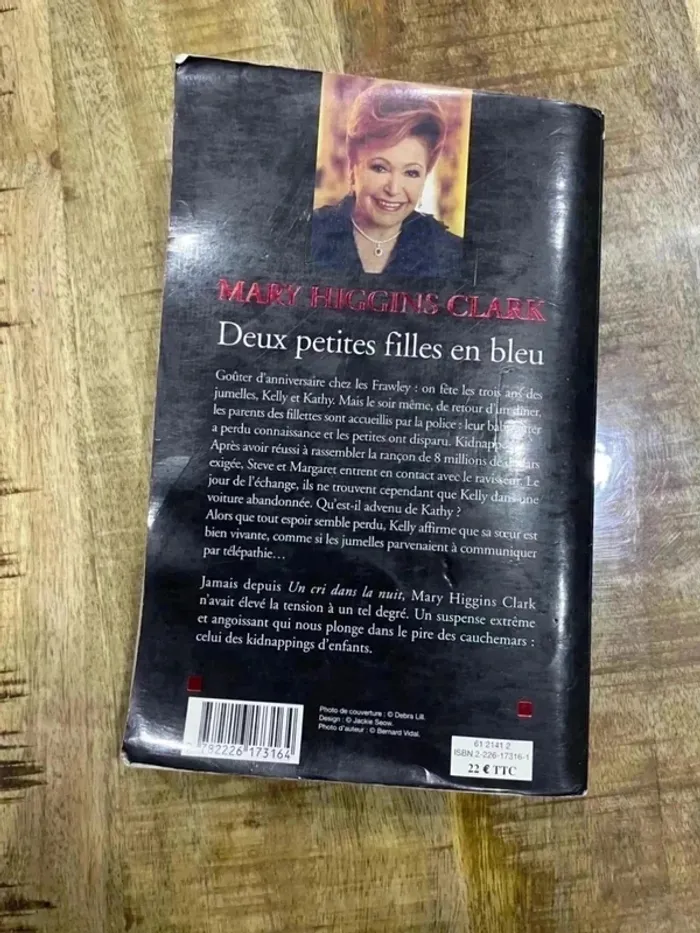 MARY HIGGINS CLARK
Deux petites filles en bleu
Goûter d'anniversaire chez les Frawley : on fête les trois ans des
jumelles, Kelly et Kathy. Mais le soir même, de retour d'un dîner,
les parents des fillettes sont accueillis par la police : leur baby-sitter
a perdu connaissance et les petites ont disparu. Kidnappées.
Après avoir réussi à rassembler la rançon de 8 millions de dollars
exigée, Steve et Margaret entrent en contact avec le ravisseur. Le
jour de l'échange, ils ne trouvent cependant que Kelly dans une
voiture abandonnée. Qu'est-il advenu de Kathy ?
Alors que tout espoir semble perdu, Kelly affirme que sa sœur est
bien vivante, comme si les jumelles parvenaient à communiquer
par télépathie…
Jamais depuis Un cri dans la nuit, Mary Higgins Clark
n'avait élevé la tension à un tel degré. Un suspense extrême
et angoissant qui nous plonge dans le pire des cauchemars :
celui des kidnappings d'enfants.
Photo de couverture : © Debra Lill.
Design : © Jackie Seow.
Photo d'auteur : © Bernard Vidal.
782226 173164
61 2141 2
ISBN 2-226-17316-1
22 € TTC